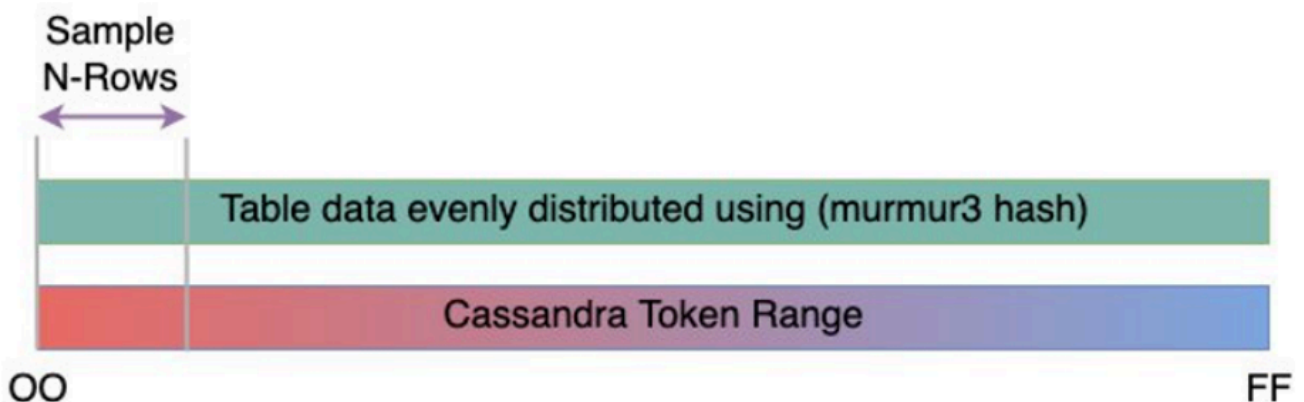 Sample
N-Rows
Table data evenly distributed using (murmur3 hash)
Cassandra Token Range
OO
FF